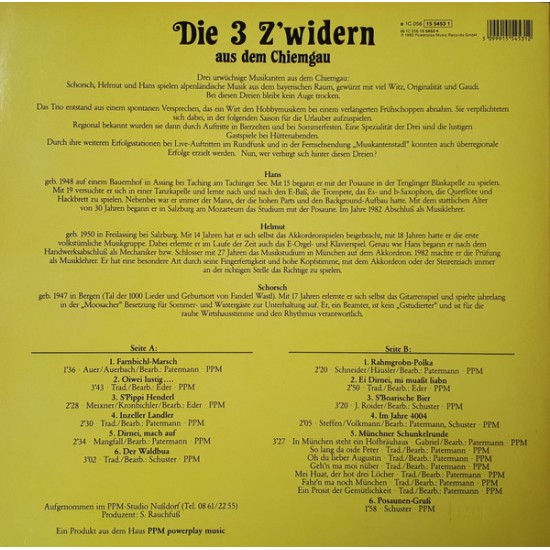 Die 3 Z'widern
aus dem Chiemgau
1C 056 15 5453 1
℗ 1985 Powerplay-Music Records GmbH
5 099915 545312
Drei urwüchsige Musikanten aus dem Chiemgau:
Schorsch, Helmut und Hans spielen alpenländische Musik aus dem bayerischen Raum, gewürzt mit viel Witz, Originalität und Gaudi.
Bei diesen Dreien bleibt kein Auge trocken.
Das Trio entstand aus einem spontanen Versprechen, das ein Wirt den Hobbymusikern bei einem verlängerten Frühschoppen abnahm. Sie verpflichteten
sich dabei, in der folgenden Saison für die Urlauber aufzuspielen.
Regional bekannt wurden sie dann durch Auftritte in Bierzelten und bei Sommerfesten. Eine Spezialität der Drei sind die lustigen
Gastspiele bei Hüttenabenden.
Durch ihre weiteren Erfolgsstationen bei Live-Auftritten im Rundfunk und in der Fernsehsendung „Musikantenstadl" konnten auch überregionale
Erfolge erzielt werden. Nun, wer verbirgt sich hinter diesen Dreien?
Hans
geb. 1948 auf einem Bauernhof in Assing bei Taching am Tachinger See. Mit 15 begann er mit der Posaune in der Tenglinger Blaskapelle zu spielen.
Mit 19 versuchte er sich in einer Tanzkapelle und lernte nach und nach den E-Baß, die Trompete, das Es- und b-Saxophon, die Querflöte und
Hackbrett zu spielen. Nebenbei war er immer der Mann, der die hohen Parts und den Background-Aufbau hatte. Mit dem stattlichen Alter
von 30 Jahren begann er in Salzburg am Mozarteum das Studium mit der Posaune. Im Jahre 1982 Abschluß als Musiklehrer.
Helmut
geb. 1950 in Freilassing bei Salzburg. Mit 14 Jahren hat er sich selbst das Akkordeonspielen beigebracht, mit 18 Jahren hatte er die erste
volkstümliche Musikgruppe. Dabei erlernte er im Laufe der Zeit auch das E-Orgel- und Klavierspiel. Genau wie Hans begann er nach dem
Handwerksabschluß als Mechaniker bzw. Schlosser mit 27 Jahren das Musikstudium in München auf dem Akkordeon. 1982 machte er die Prüfung
als Musiklehrer. Er hat eine besondere Art durch seine Fingerfertigkeit und hohe Kopfstimme, mit dem Akkordeon oder der Steirerziach immer
an der richtigen Stelle das Richtige zu spielen.
Schorsch
geb. 1947 in Bergen (Tal der 1000 Lieder und Geburtsort von Fanderl Wastl). Mit 17 Jahren erlernte er sich selbst das Gitarrenspiel und spielte jahrelang
in der „Moosacher" Besetzung für Sommer- und Wintergäste zur Unterhaltung auf. Er, ein Beamter, ist kein „Gstudierter" und ist für die
rauhe Wirtshausstimme und den Rhythmus verantwortlich.
Seite A:
1. Farnbichl-Marsch
1'36 · Auer/Auerbach/Bearb.: Patermann · PPM
2. Oiwei lustig....
3'43 · Trad./Bearb.: Eder · PPM
3. S'Pippi Henderl
2'28 · Meixner/Kronbichler/Bearb.: Eder · PPM
4. Inzeller Landler
2'30 · Trad./Bearb.: Patermann · PPM
5. Dirnei, mach auf
2'34 · Mangfall/Bearb.: Patermann · PPM
6. Der Waldbua
3'02 · Trad./Bearb.: Schuster · PPM
Aufgenommen im PPM-Studio Nußdorf (Tel. 08 61/22 55)
Produzent: S. Rauchfuß
Ein Produkt aus dem Haus PPM powerplay music
Seite B:
1. Rahmgrobn-Polka
2'20 · Schneider/Häusler/Bearb.: Patermann · PPM
2. Ei Dirnei, mi muaßt liabn
2'50 · Trad./Bearb.: Eder · PPM
3. S'Boarische Bier
3'20 · J. Roider/Bearb.: Schuster · PPM
4. Im Jahre 4004
2'05 · Steffen/Volkmann/Bearb.: Schuster, Patermann · PPM
5. Münchner Schunkelrunde
3'27 · In München steht ein Hofbräuhaus · Gabriel/Bearb.: Patermann · PPM
So lang da oide Peter · Trad./Bearb.: Patermann · PPM
Oh du lieber Augustin · Trad./Bearb.: Patermann · PPM
Geh'n ma moi nüber · Trad./Bearb.: Patermann · PPM
Mei Huat, der hot drei Löcher · Trad./Bearb.: Patermann · PPM
Fahr'n ma noch München · Trad./Bearb.: Patermann · PPM
Ein Prosit der Gemütlichkeit · Trad./Bearb.: Patermann · PPM
6. Posaunen-Gruß
1'58 · Schuster · PPM